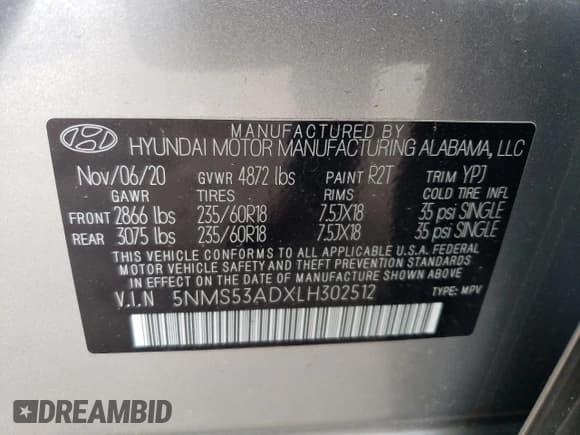 MANUFACTURED BY
HYUNDAI MOTOR MANUFACTURING ALABAMA, LLC
Nov/06/20 GVWR 4872 lbs PAINT R2T TRIM YPJ
GAWR TIRES RIMS COLD TIRE INFL
FRONT 2866 lbs 235/60R18 7.5JX18 35 psi SINGLE
REAR 3075 lbs 235/60R18 7.5JX18 35 psi SINGLE
THIS VEHICLE CONFORMS TO ALL APPLICABLE U.S.A. FEDERAL
MOTOR VEHICLE SAFETY AND THEFT PREVENTION STANDARDS
IN EFFECT ON THE DATE OF MANUFACTURE SHOWN ABOVE.
V.I.N 5NMS53ADXLH302512 TYPE: MPV
DREAMBID